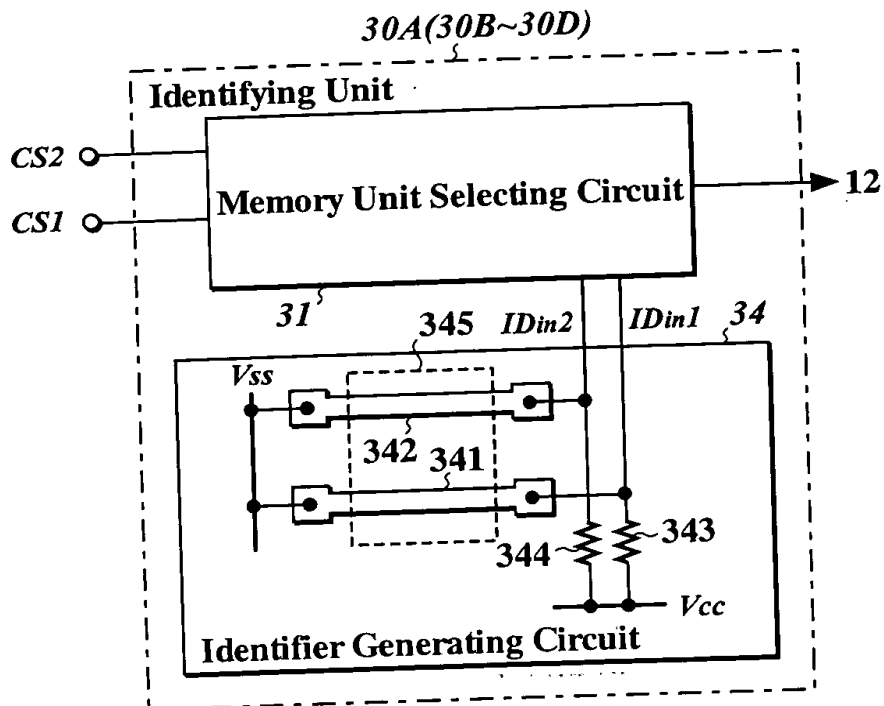 30A(30B~30D)
Identifying Unit
CS2
Memory Unit Selecting Circuit
12
CS1
31
345
IDin2
IDin1
34
Vss
342
341
344
343
Vcc
Identifier Generating Circuit